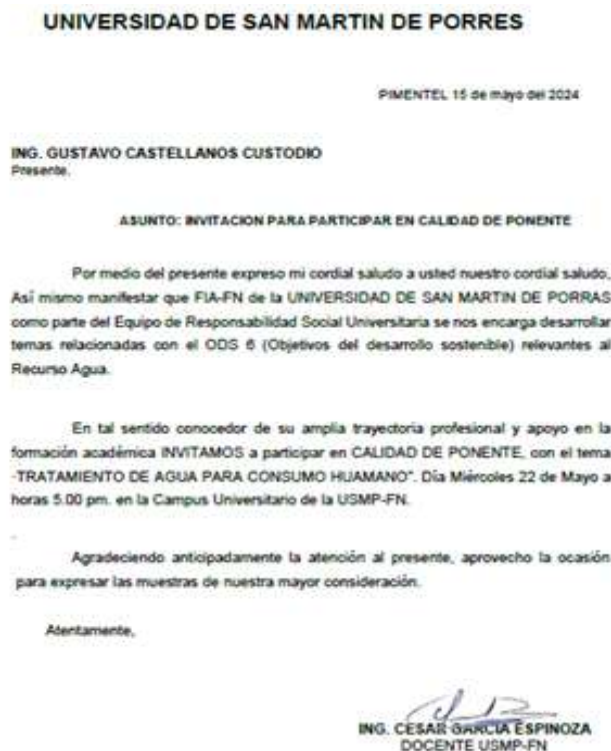 UNIVERSIDAD DE SAN MARTIN DE PORRES
PIMENTEL 15 de mayo del 2024
ING. GUSTAVO CASTELLANOS CUSTODIO
Presente.
ASUNTO: INVITACION PARA PARTICIPAR EN CALIDAD DE PONENTE
Por medio del presente expreso mi cordial saludo a usted nuestro cordial saludo,
Así mismo manifestar que FIA-FN de la UNIVERSIDAD DE SAN MARTIN DE PORRAS
como parte del Equipo de Responsabilidad Social Universitaria se nos encarga desarrollar
temas relacionadas con el ODS 6 (Objetivos del desarrollo sostenible) relevantes al
Recurso Agua.
En tal sentido conocedor de su amplia trayectoria profesional y apoyo en la
formación académica INVITAMOS a participar en CALIDAD DE PONENTE, con el tema
-TRATAMIENTO DE AGUA PARA CONSUMO HUAMANO". Día Miércoles 22 de Mayo a
horas 5.00 pm. en la Campus Universitario de la USMP-FN.
Agradeciendo anticipadamente la atención al presente, aprovecho la ocasión
para expresar las muestras de nuestra mayor consideración.
Atentamente,
ING. CESAR GARCIA ESPINOZA
DOCENTE USMP-FN